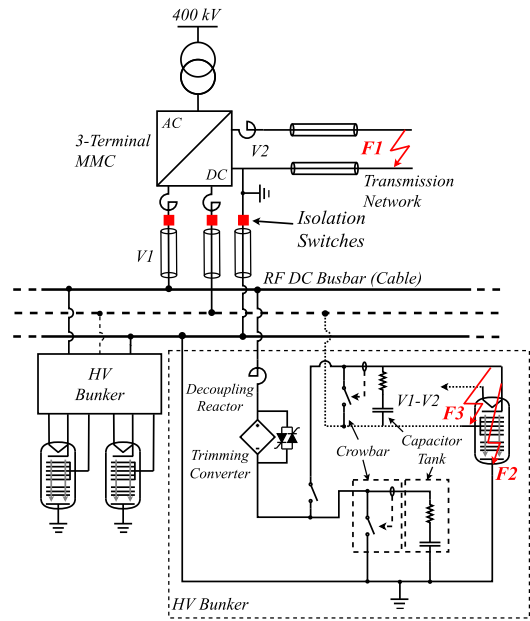 400 kV
AC
3-Terminal
MMC
DC
V2
F1
Transmission
Network
Isolation
Switches
V1
RF DC Busbar (Cable)
HV
Bunker
Decoupling
Reactor
Trimming
Converter
V1-V2
F3
Capacitor
Tank
Crowbar
F2
HV Bunker